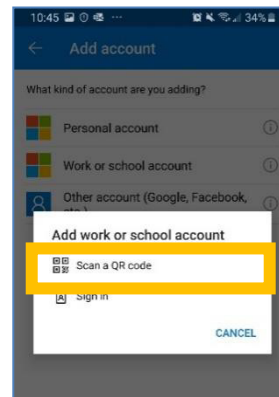 10:45 ... 34%
Add account
What kind of account are you adding?
Personal account
Work or school account
Other account (Google, Facebook,
etc.)
Add work or school account
Scan a QR code
Sign in
CANCEL